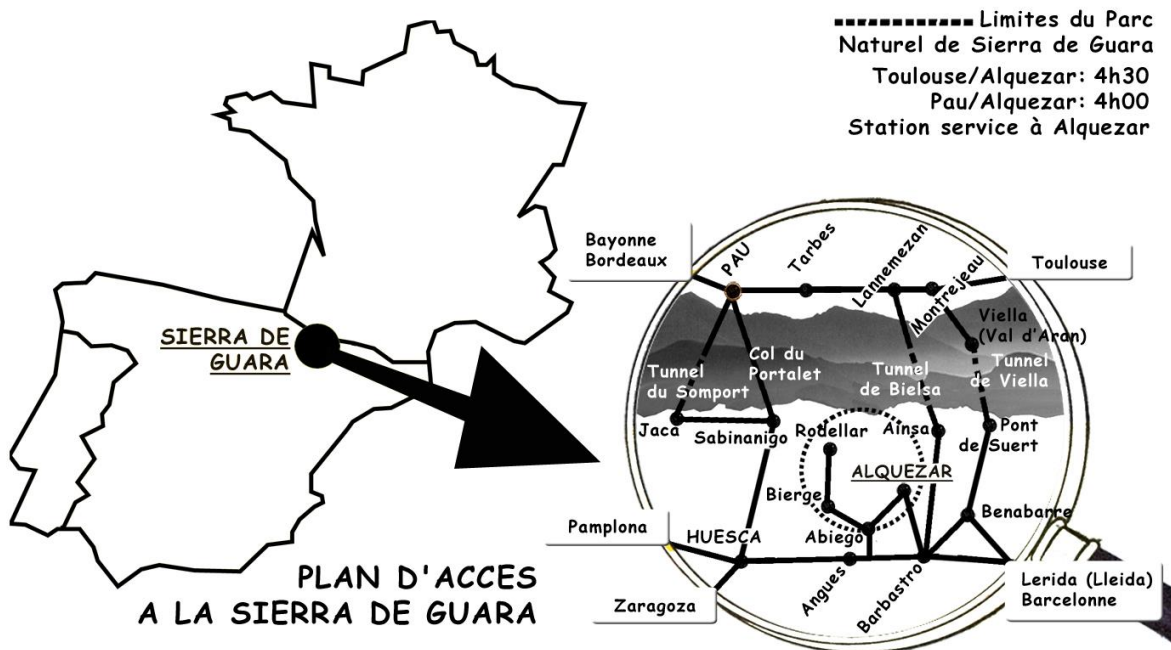 Limites du Parc
Naturel de Sierra de Guara
Toulouse/Alquezar: 4h30
Pau/Alquezar: 4h00
Station service à Alquezar
SIERRA DE
GUARA
PLAN D'ACCES
A LA SIERRA DE GUARA
Bayonne
Bordeaux
PAU
Tarbes
Lannemezan
Montrejeau
Toulouse
Viella
(Val d'Aran)
Tunnel
du Somport
Col du
Portalet
Tunnel
de Bielsa
Tunnel
de Viella
Jaca
Sabinanigo
Rodellar
Ainsa
Pont
de Suert
ALQUEZAR
Bierge
Abiego
Benabarre
Pamplona
HUESCA
Angues
Barbastro
Zaragoza
Lerida (Lleida)
Barcelonne